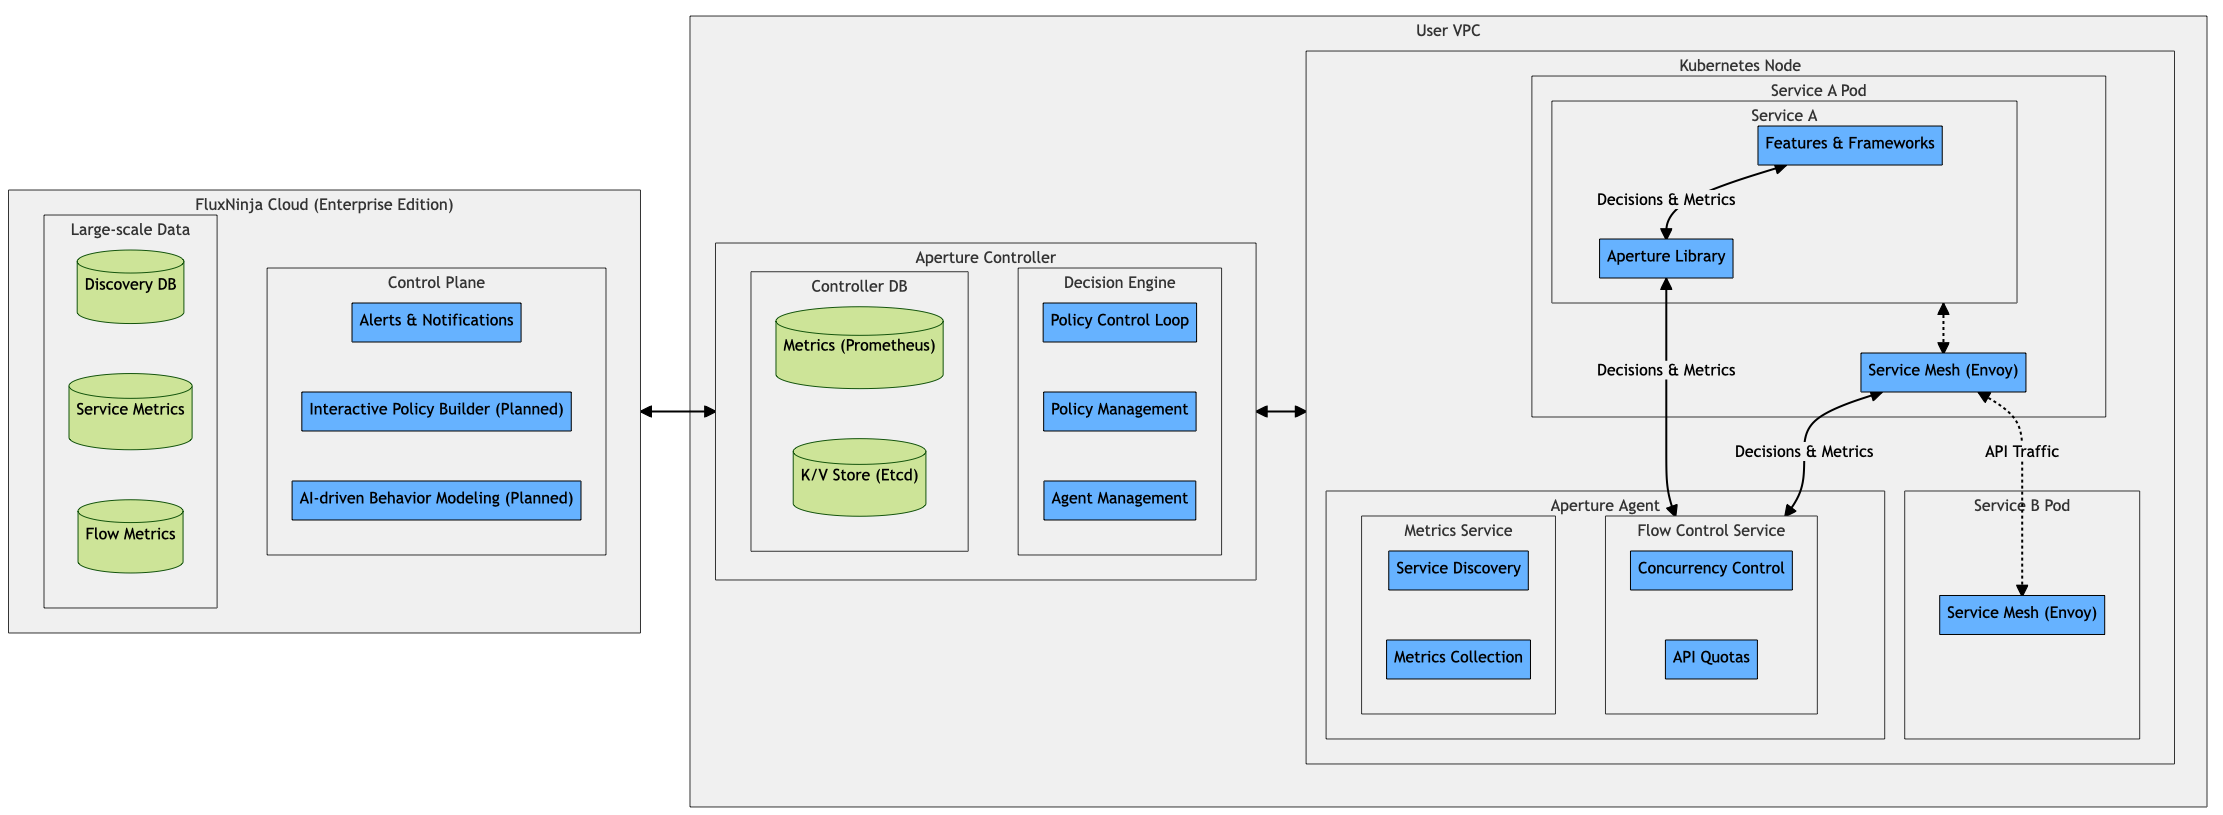 User VPC
Kubernetes Node
Service A Pod
Service A
Features & Frameworks
Decisions & Metrics
Aperture Library
Decisions & Metrics
Service Mesh (Envoy)
Decisions & Metrics
API Traffic
FluxNinja Cloud (Enterprise Edition)
Large-scale Data
Discovery DB
Service Metrics
Flow Metrics
Control Plane
Alerts & Notifications
Interactive Policy Builder (Planned)
AI-driven Behavior Modeling (Planned)
Aperture Controller
Controller DB
Metrics (Prometheus)
K/V Store (Etcd)
Decision Engine
Policy Control Loop
Policy Management
Agent Management
Aperture Agent
Metrics Service
Service Discovery
Metrics Collection
Flow Control Service
Concurrency Control
API Quotas
Service B Pod
Service Mesh (Envoy)